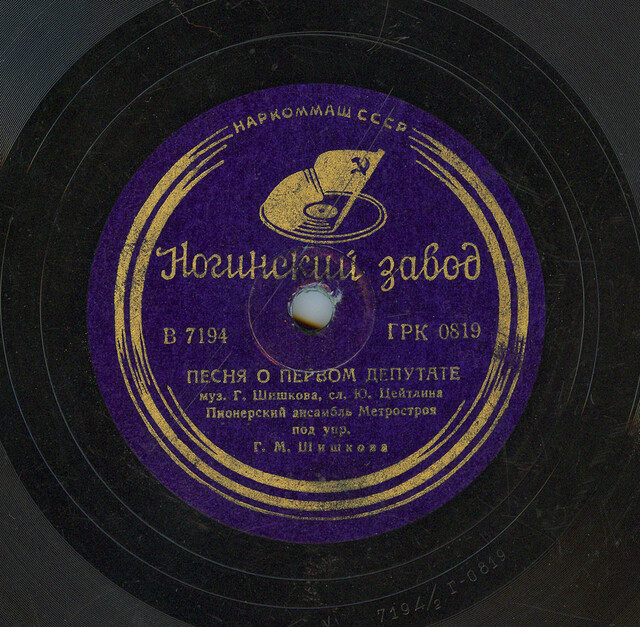 НАРКОММАШ СССР
Ногинский завод
В 7194 ГРК 0819
ПЕСНЯ О ПЕРВОМ ДЕПУТАТЕ
муз. Г. Шишкова, сл. Ю. Цейтлина
Пионерский ансамбль Метростроя
под упр.
Г. М. Шишкова
7194/2 Г-0819